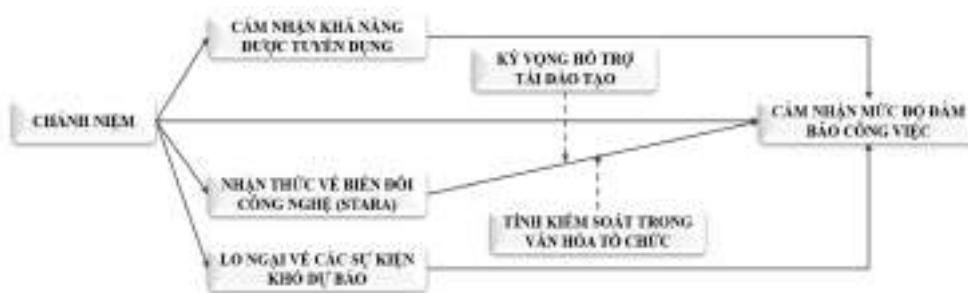 CẢM NHẬN KHẢ NĂNG
ĐƯỢC TUYỂN DỤNG
KỲ VỌNG HỖ TRỢ
TÁI ĐÀO TẠO
CHÁNH NIỆM
CẢM NHẬN MỨC ĐỘ ĐẢM
BẢO CÔNG VIỆC
NHẬN THỨC VỀ BIẾN ĐỔI
CÔNG NGHỆ (STARA)
TÍNH KIỂM SOÁT TRONG
VĂN HÓA TỔ CHỨC
LO NGẠI VỀ CÁC SỰ KIỆN
KHÓ DỰ BÁO